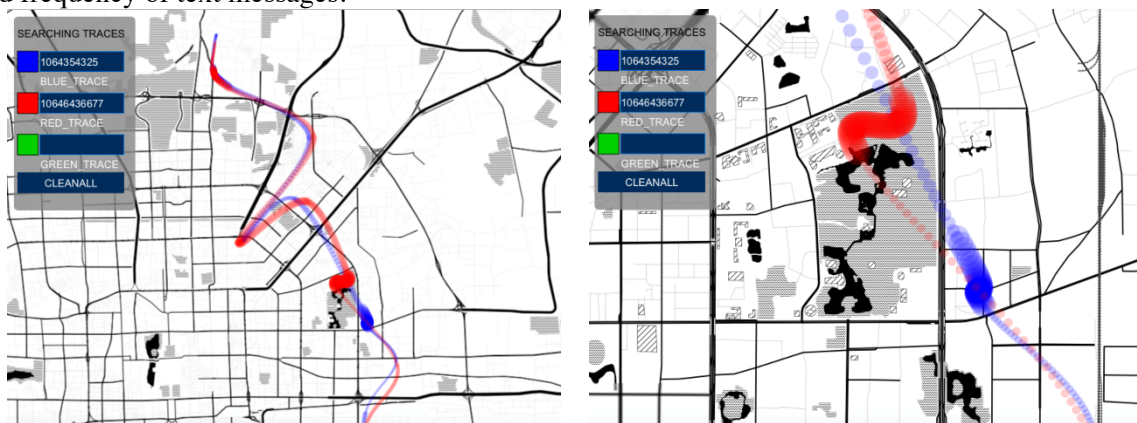 d frequency of text messages.
SEARCHING TRACES
1064354325
BLUE_TRACE
10646436677
RED_TRACE
GREEN_TRACE
CLEANALL
SEARCHING TRACES
1064354325
BLUE_TRACE
10646436677
RED_TRACE
GREEN_TRACE
CLEANALL